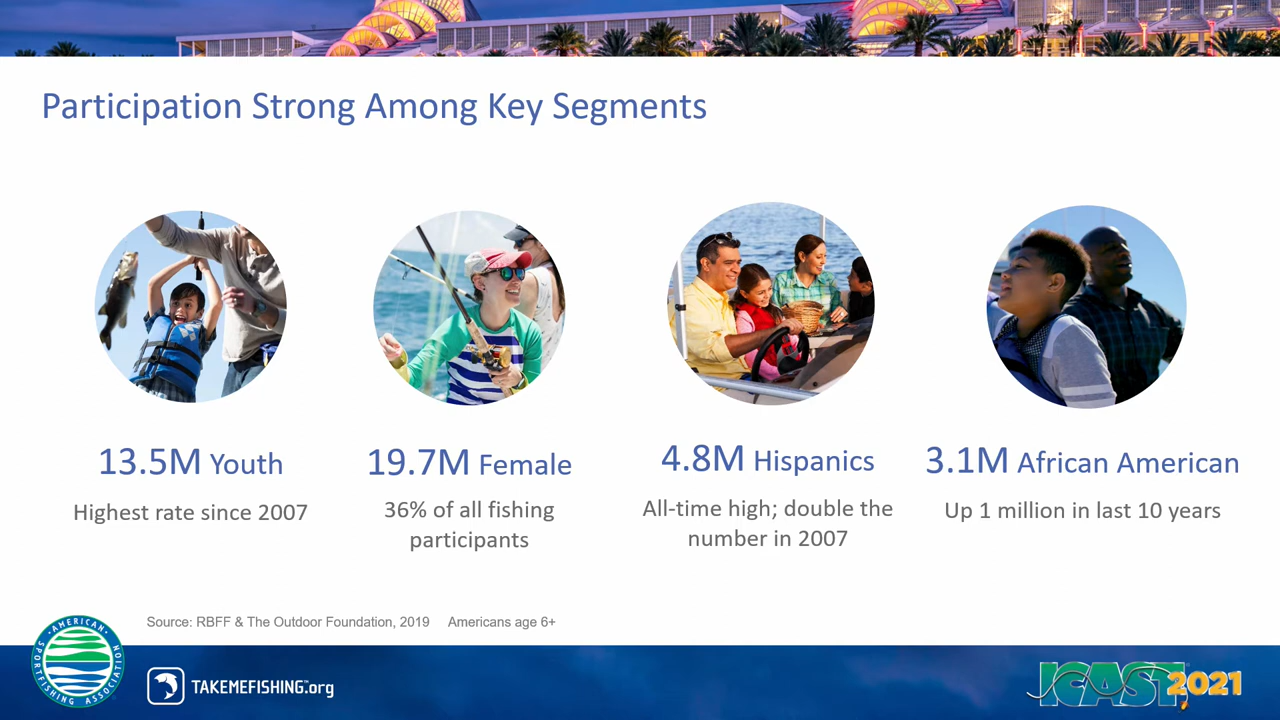 Participation Strong Among Key Segments
13.5M Youth
Highest rate since 2007
19.7M Female
36% of all fishing
participants
4.8M Hispanics
All-time high; double the
number in 2007
3.1M African American
Up 1 million in last 10 years
Source: RBFF & The Outdoor Foundation, 2019 Americans age 6+
AMERICAN SPORTFISHING ASSOCIATION
TAKEMEFISHING.org
ICAST 2021